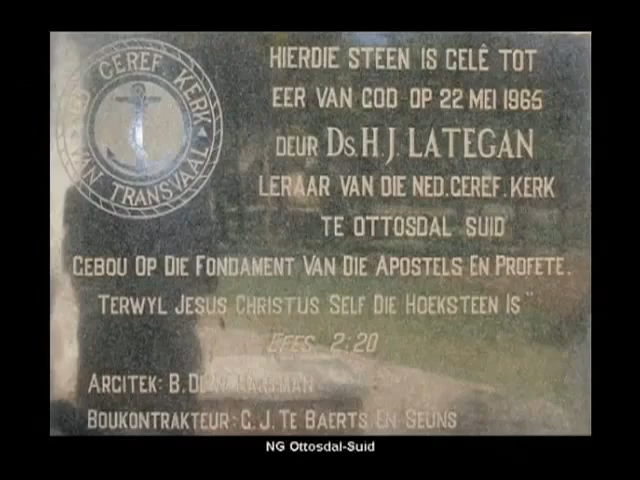 GEREF KERK
VAN TRANSVAAL
HIERDIE STEEN IS GELÊ TOT
EER VAN GOD OP 22 MEI 1965
DEUR Ds. H.J. LATEGAN
LERAAR VAN DIE NED. GEREF. KERK
TE OTTOSDAL SUID
GEBOU OP DIE FONDAMENT VAN DIE APOSTELS EN PROFETE.
TERWYL JESUS CHRISTUS SELF DIE HOEKSTEEN IS"
EFES 2:20
ARGITEK: B.
BOUKONTRAKTEUR: G. J. TE BAERTS EN SEUNS
NG Ottosdal-Suid